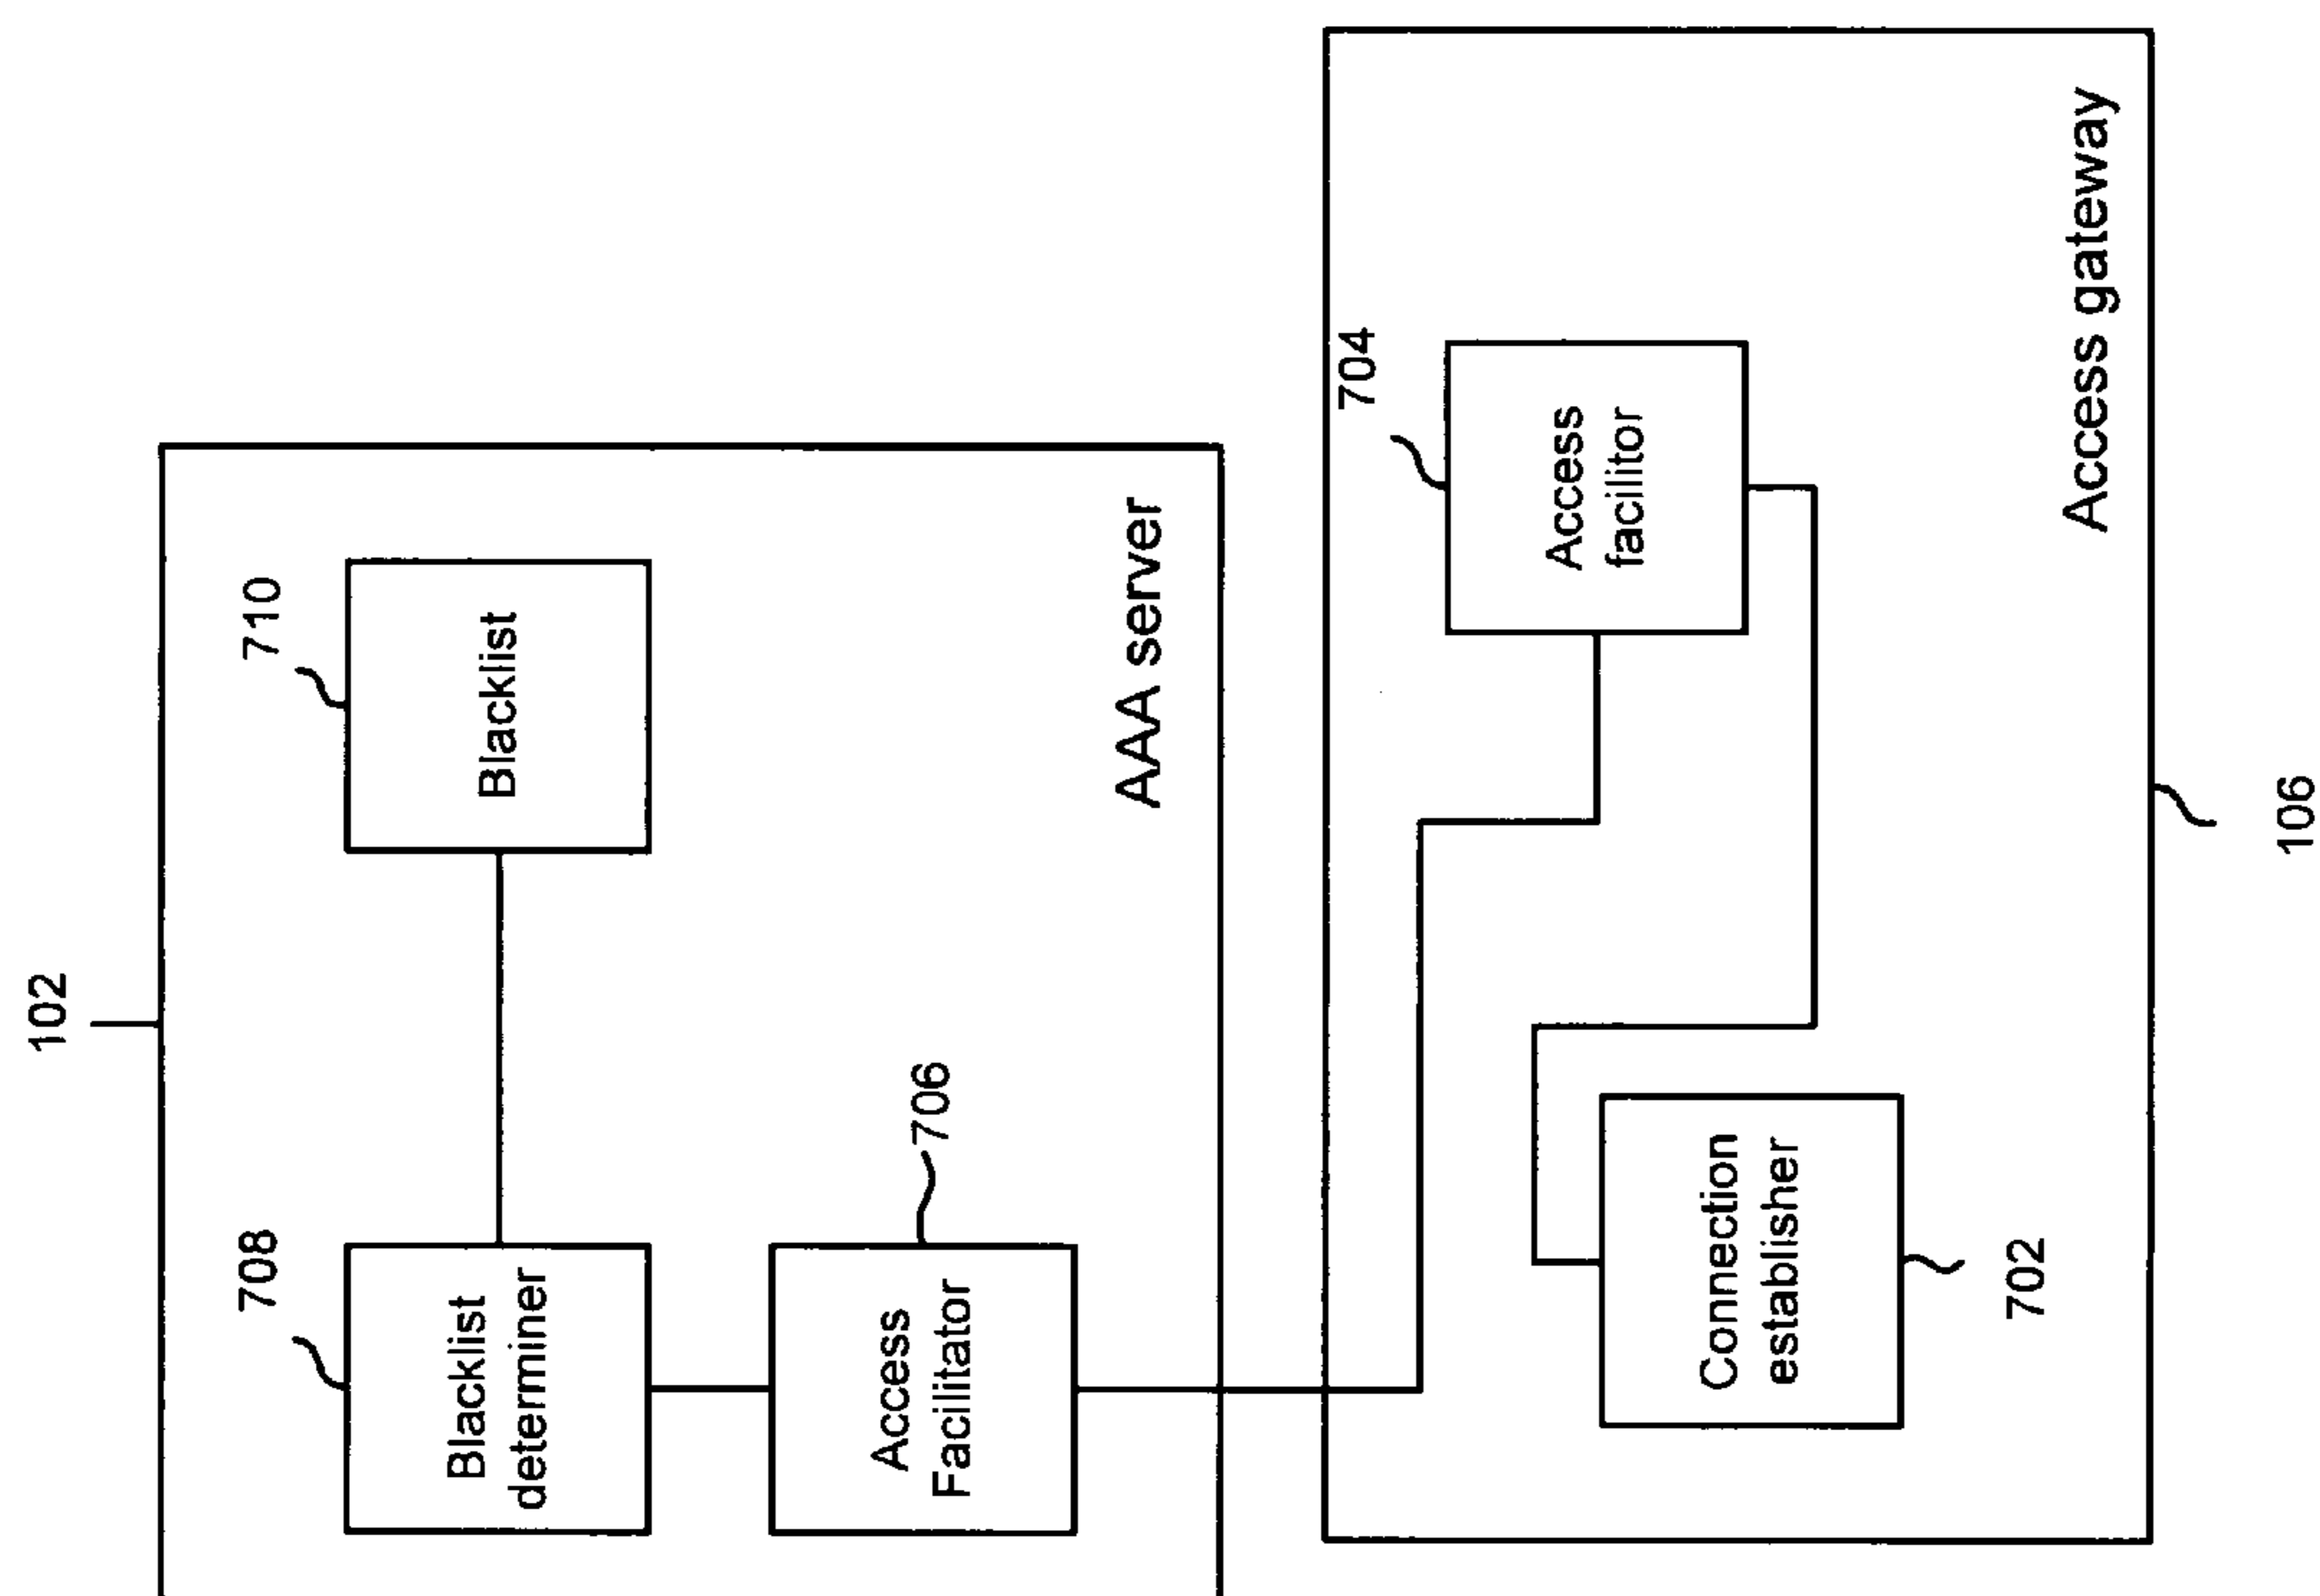 102
708
710
Blacklist
determiner
Blacklist
706
Access
Facilitator
AAA server
704
Access
facilitor
Connection
establisher
702
Access gateway
106